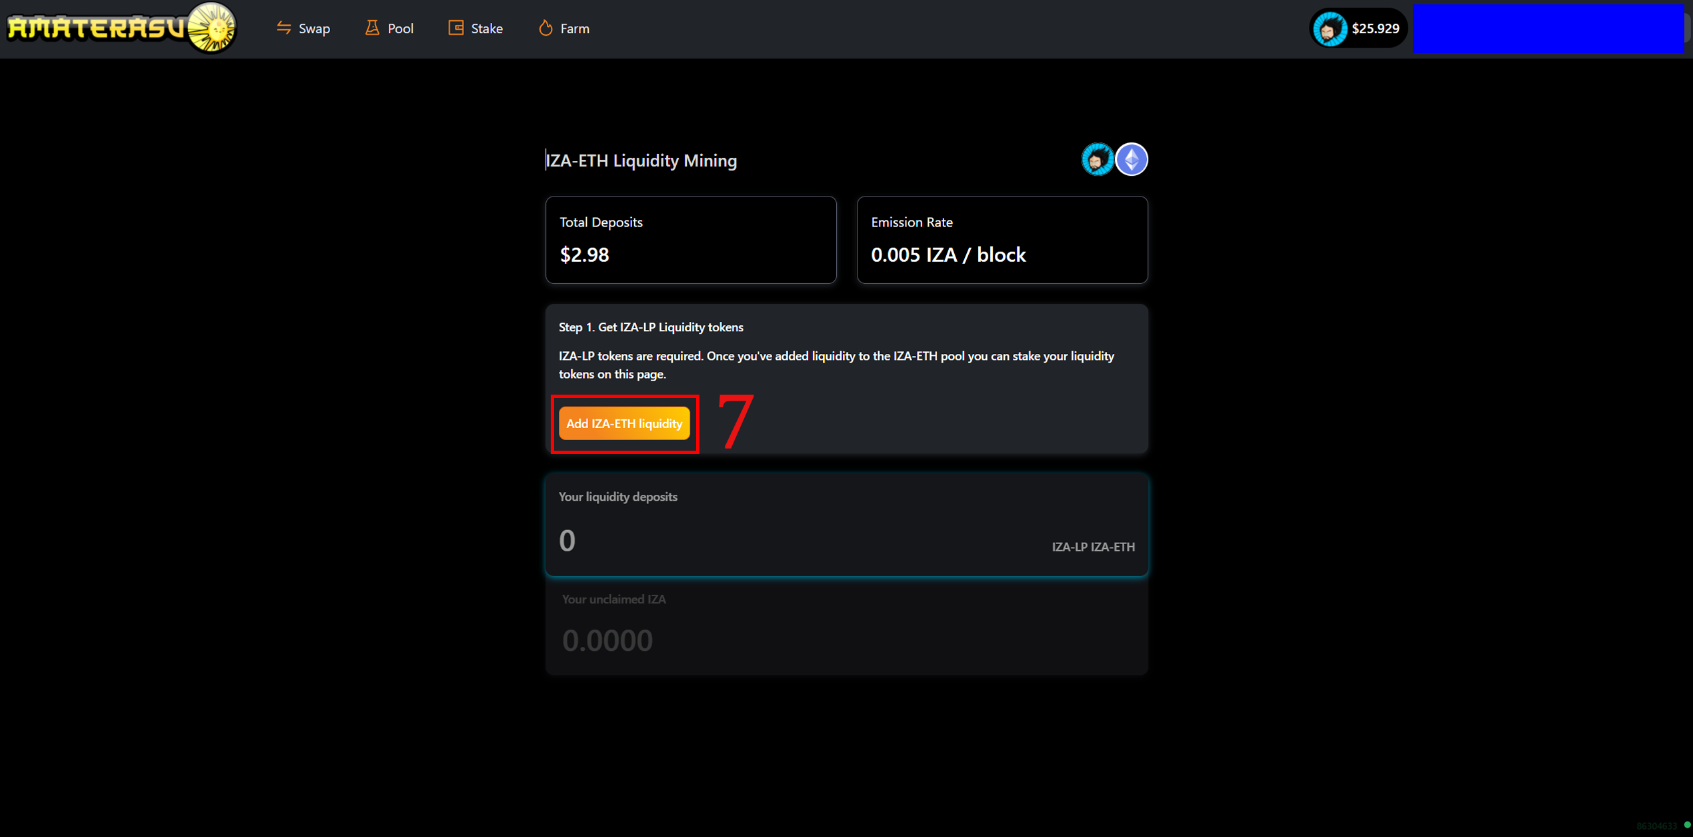 AMATERASU
Swap
Pool
Stake
Farm
$25.929
IZA-ETH Liquidity Mining
Total Deposits
$2.98
Emission Rate
0.005 IZA / block
Step 1. Get IZA-LP Liquidity tokens
IZA-LP tokens are required. Once you've added liquidity to the IZA-ETH pool you can stake your liquidity
tokens on this page.
Add IZA-ETH liquidity
7
Your liquidity deposits
0
IZA-LP IZA-ETH
Your unclaimed IZA
0.0000